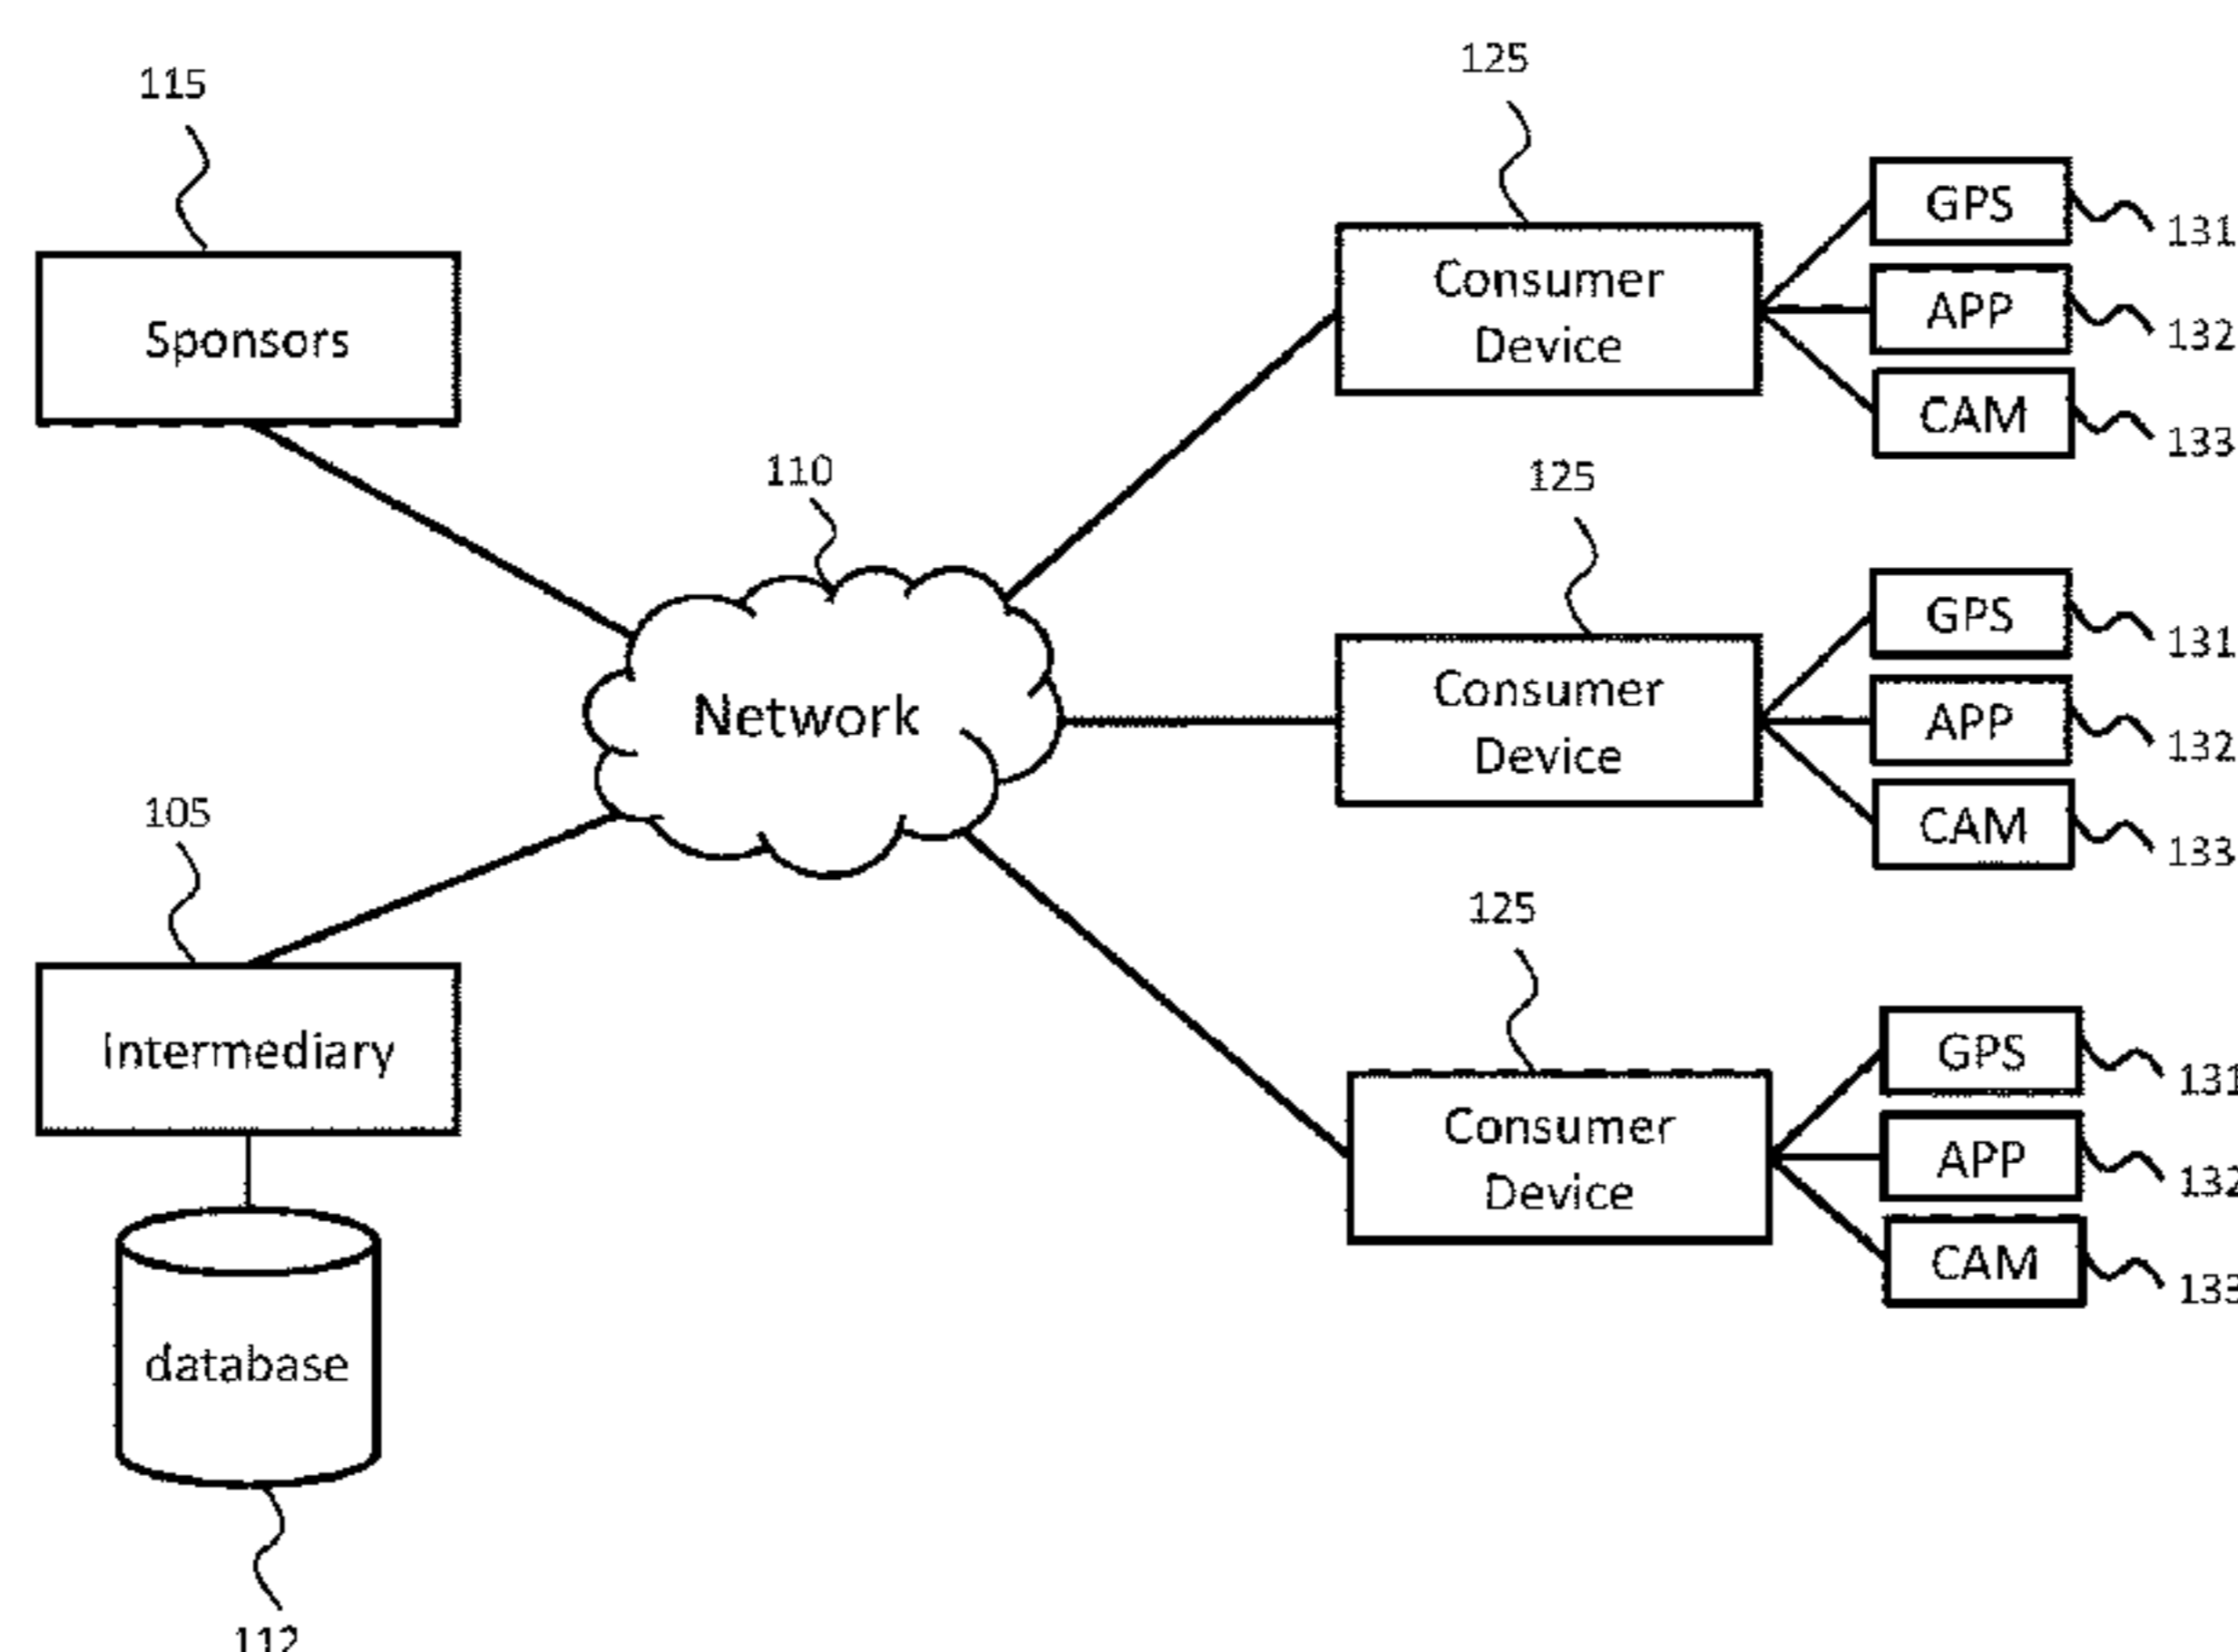 115
Sponsors
110
Network
105
Intermediary
database
112
125
Consumer
Device
GPS
131
APP
132
CAM
133
125
Consumer
Device
GPS
131
APP
132
CAM
133
125
Consumer
Device
GPS
131
APP
132
CAM
133